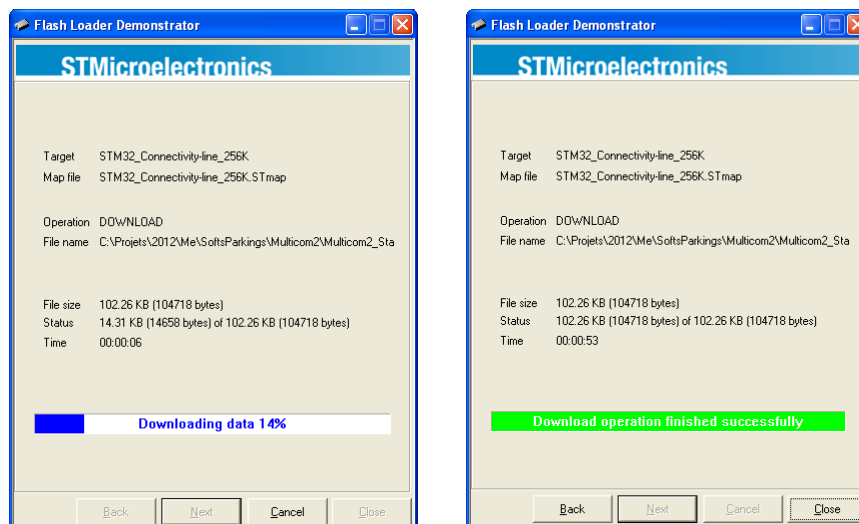 Flash Loader Demonstrator
STMicroelectronics
Target STM32_Connectivity-line_256K
Map file STM32_Connectivity-line_256K.STmap
Operation DOWNLOAD
File name C:\Projets\2012\Me\SoftsParkings\Multicom2\Multicom2_Sta
File size 102.26 KB (104718 bytes)
Status 14.31 KB (14658 bytes) of 102.26 KB (104718 bytes)
Time 00:00:06
Downloading data 14%
Back Next Cancel Close
Flash Loader Demonstrator
STMicroelectronics
Target STM32_Connectivity-line_256K
Map file STM32_Connectivity-line_256K.STmap
Operation DOWNLOAD
File name C:\Projets\2012\Me\SoftsParkings\Multicom2\Multicom2_Sta
File size 102.26 KB (104718 bytes)
Status 102.26 KB (104718 bytes) of 102.26 KB (104718 bytes)
Time 00:00:53
Download operation finished successfully
Back Next Cancel Close